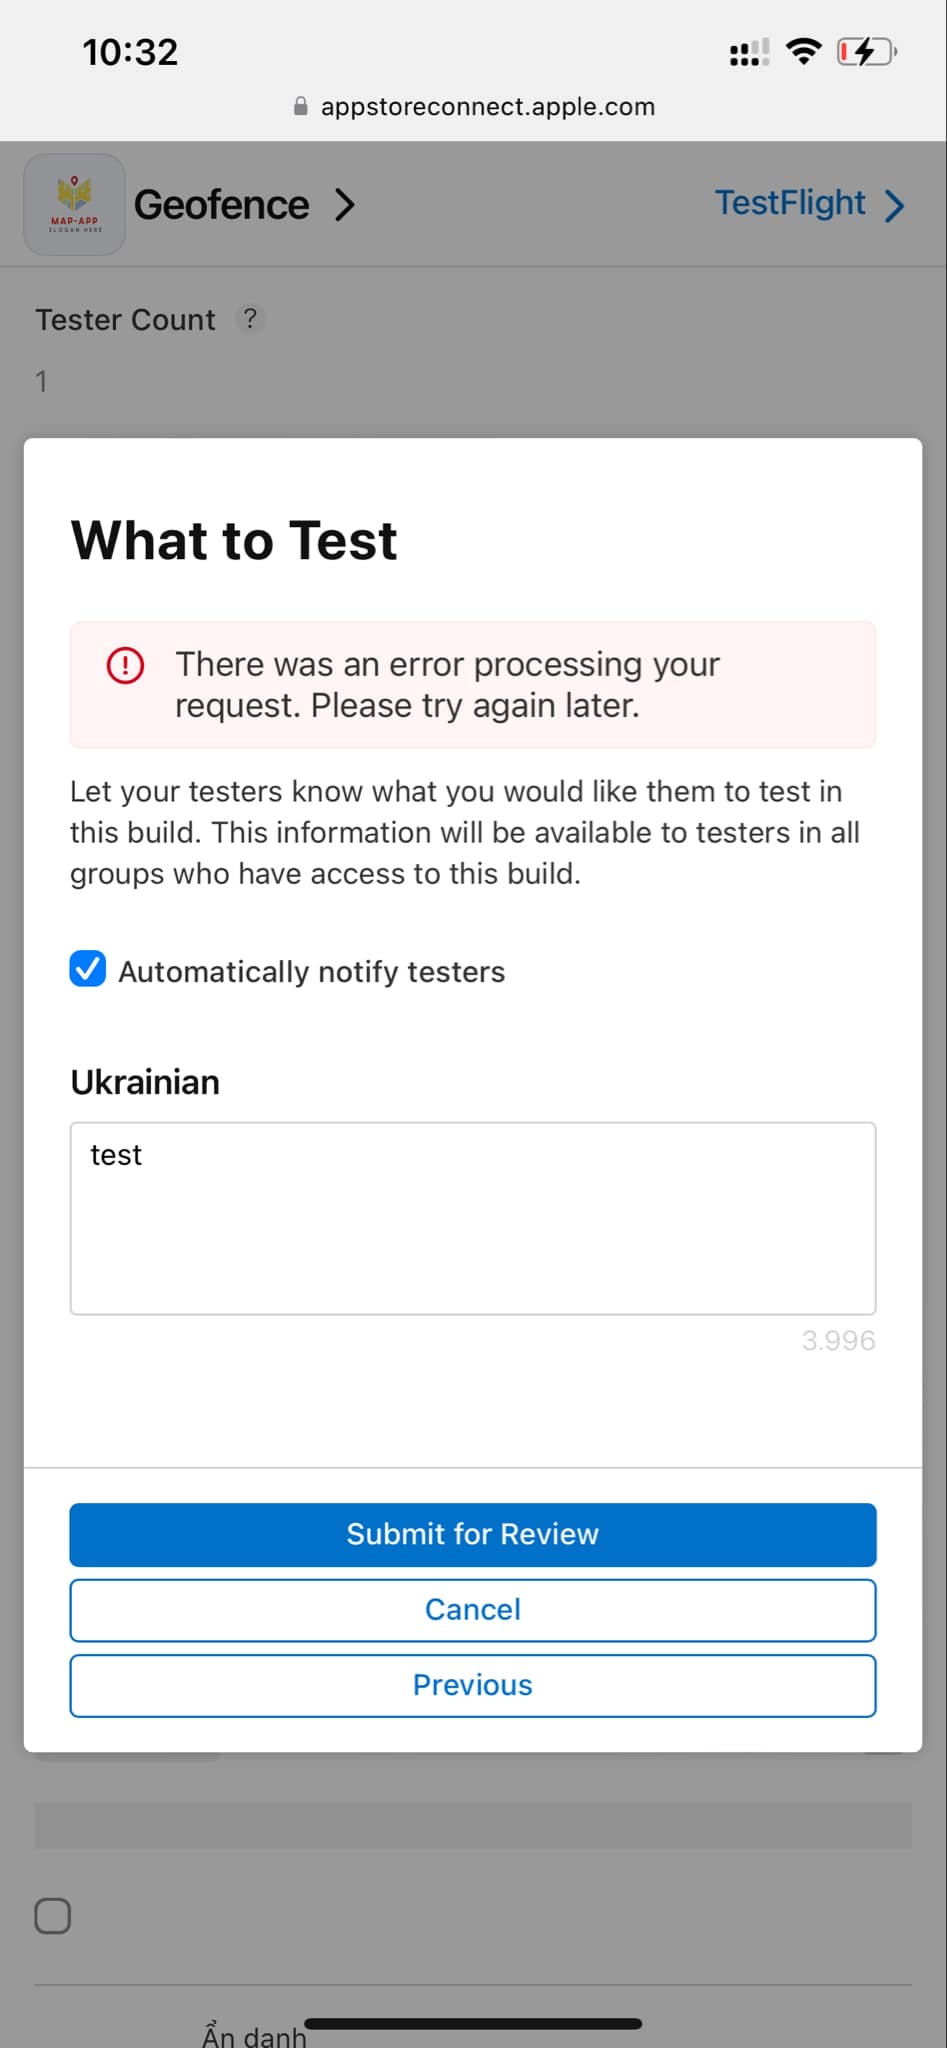 10:32
appstoreconnect.apple.com
MAP-APP
SLOGAN HERE
Geofence
TestFlight
Tester Count ?
1
What to Test
There was an error processing your
request. Please try again later.
Let your testers know what you would like them to test in
this build. This information will be available to testers in all
groups who have access to this build.
Automatically notify testers
Ukrainian
test
3.996
Submit for Review
Cancel
Previous
Ẩn danh